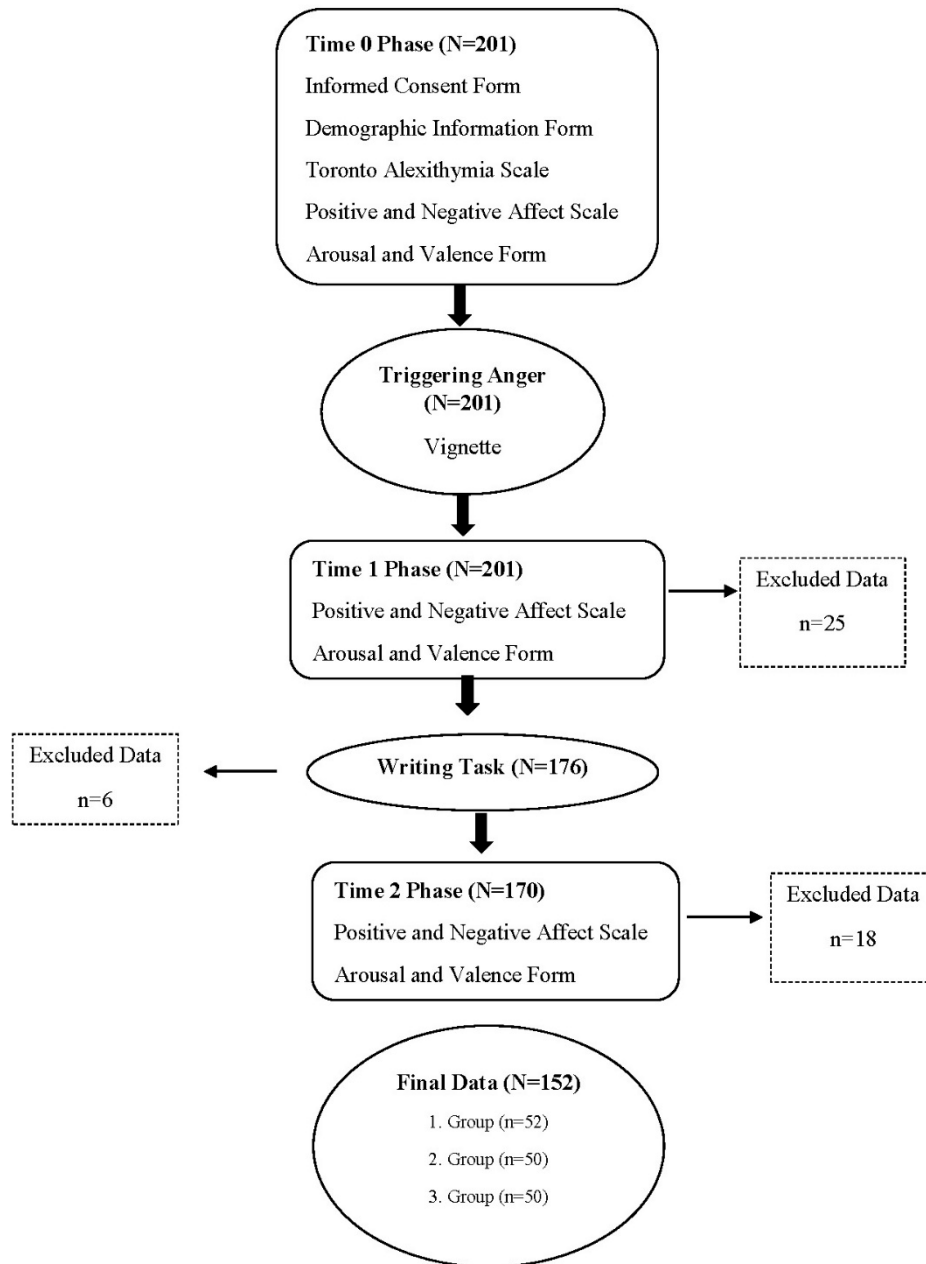 Time 0 Phase (N=201)
Informed Consent Form
Demographic Information Form
Toronto Alexithymia Scale
Positive and Negative Affect Scale
Arousal and Valence Form
Triggering Anger
(N=201)
Vignette
Time 1 Phase (N=201)
Positive and Negative Affect Scale
Arousal and Valence Form
Excluded Data
n=25
Writing Task (N=176)
Excluded Data
n=6
Time 2 Phase (N=170)
Positive and Negative Affect Scale
Arousal and Valence Form
Excluded Data
n=18
Final Data (N=152)
1. Group (n=52)
2. Group (n=50)
3. Group (n=50)